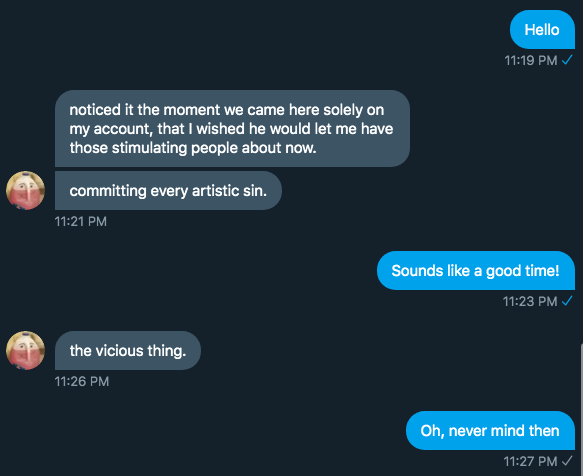 Hello
11:19 PM ✓
noticed it the moment we came here solely on
my account, that I wished he would let me have
those stimulating people about now.
committing every artistic sin.
11:21 PM
Sounds like a good time!
11:23 PM ✓
the vicious thing.
11:26 PM
Oh, never mind then
11:27 PM ✓